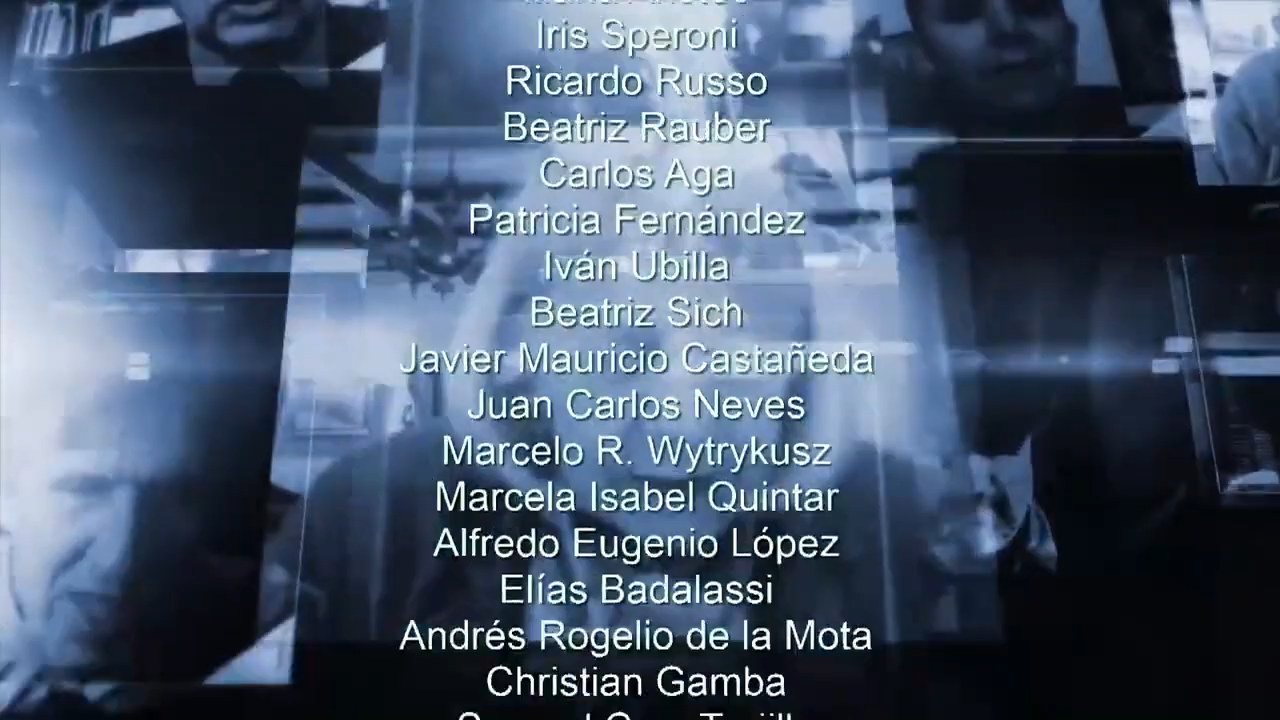 Iris Speroni
Ricardo Russo
Beatriz Rauber
Carlos Aga
Patricia Fernández
Iván Ubilla
Beatriz Sich
Javier Mauricio Castañeda
Juan Carlos Neves
Marcelo R. Wytrykusz
Marcela Isabel Quintar
Alfredo Eugenio López
Elías Badalassi
Andrés Rogelio de la Mota
Christian Gamba